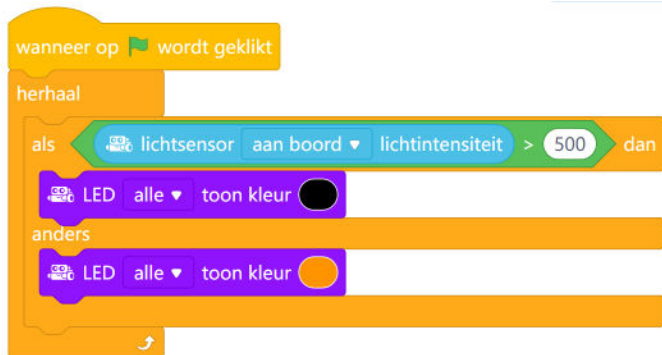 wanneer op wordt geklikt
herhaal
als lichtsensor aan boord lichtintensiteit > 500 dan
LED alle toon kleur
anders
LED alle toon kleur